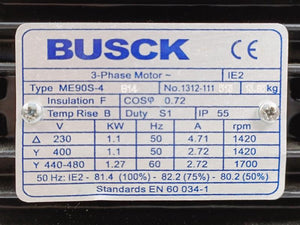 BUSCK CE
3-Phase Motor ~ IE2
Type ME90S-4 B14 No.1312-111 kg
Insulation F COSφ 0.72
Temp Rise B Duty S1 IP 55
V KW Hz A rpm
Δ 230 1.1 50 4.71 1420
Y 400 1.1 50 2.72 1420
Y 440-480 1.27 60 2.72 1700
50 Hz: IE2 - 81.4 (100%) - 82.2 (75%) - 80.2 (50%)
Standards EN 60 034-1